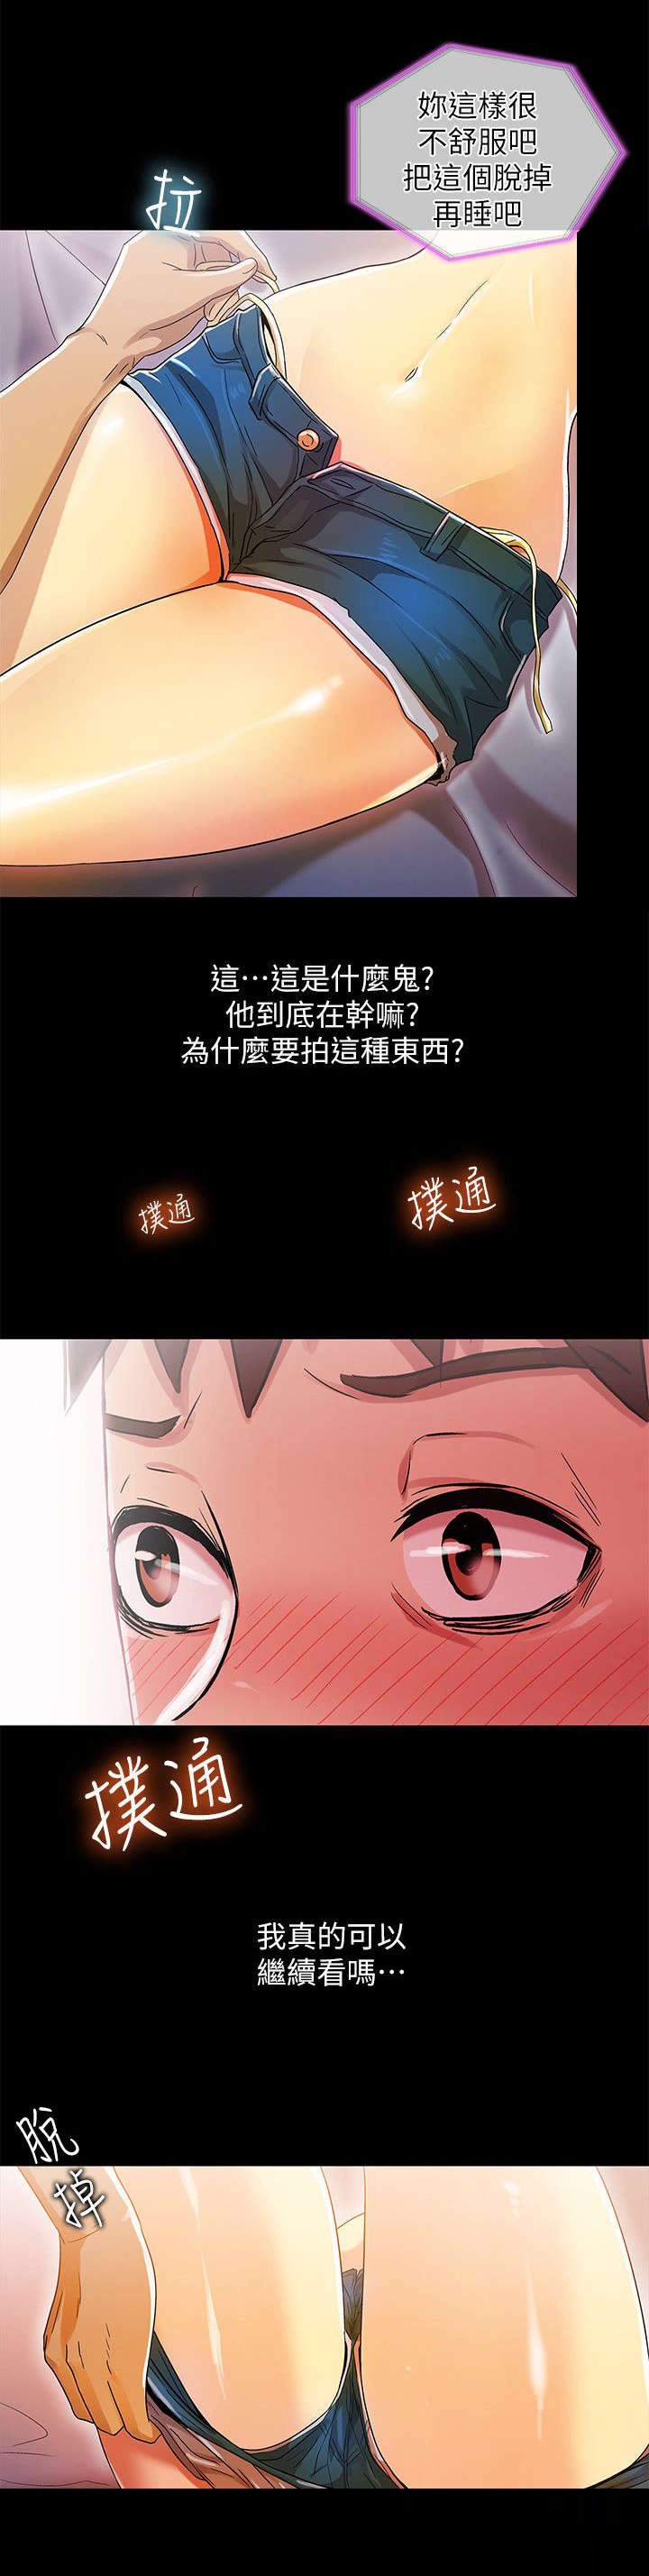 妳這樣很
不舒服吧
把這個脫掉
再睡吧
拉
這⋯這是什麼鬼?
他到底在幹嘛?
為什麼要拍這種東西?
撲通
撲通
撲通
我真的可以
繼續看嗎⋯
脫
掉